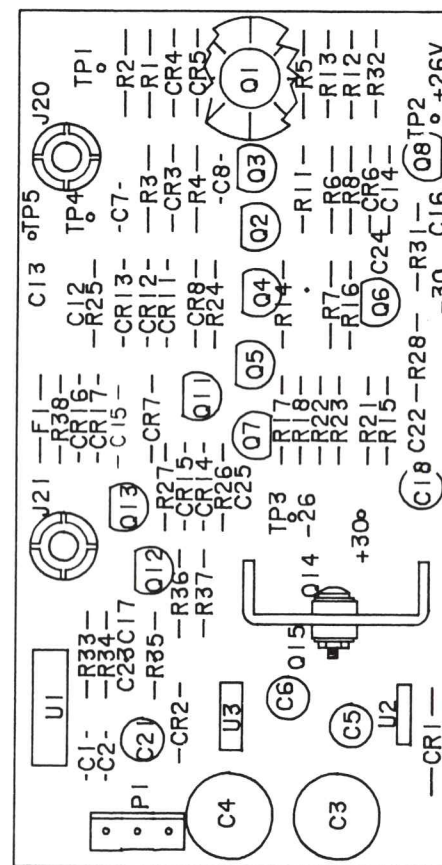 TP1
R2
R1
CR4
CR5
Q1
R5
R13
R12
R32
+26V
J20
TP2
Q8
TP5
TP4
C7
R3
CR3
R4
C8
Q3
Q2
R11
R6
R8
CR6
C14
C16
C13
C12
R25
CR13
CR12
CR11
CR8
R24
Q4
R14
R7
R16
Q6
C24
R31
-30
F1
R38
CR16
CR17
C15
CR7
Q11
Q5
Q7
R17
R18
R22
R23
R21
R15
R28
C22
J21
Q13
R27
CR15
CR14
R26
C25
TP3
-26
+30
C18
Q12
R36
R37
Q14
Q15
U1
R33
R34
C23
C17
R35
C1
C2
C21
CR2
U3
C6
C5
U2
CR1
P1
C4
C3